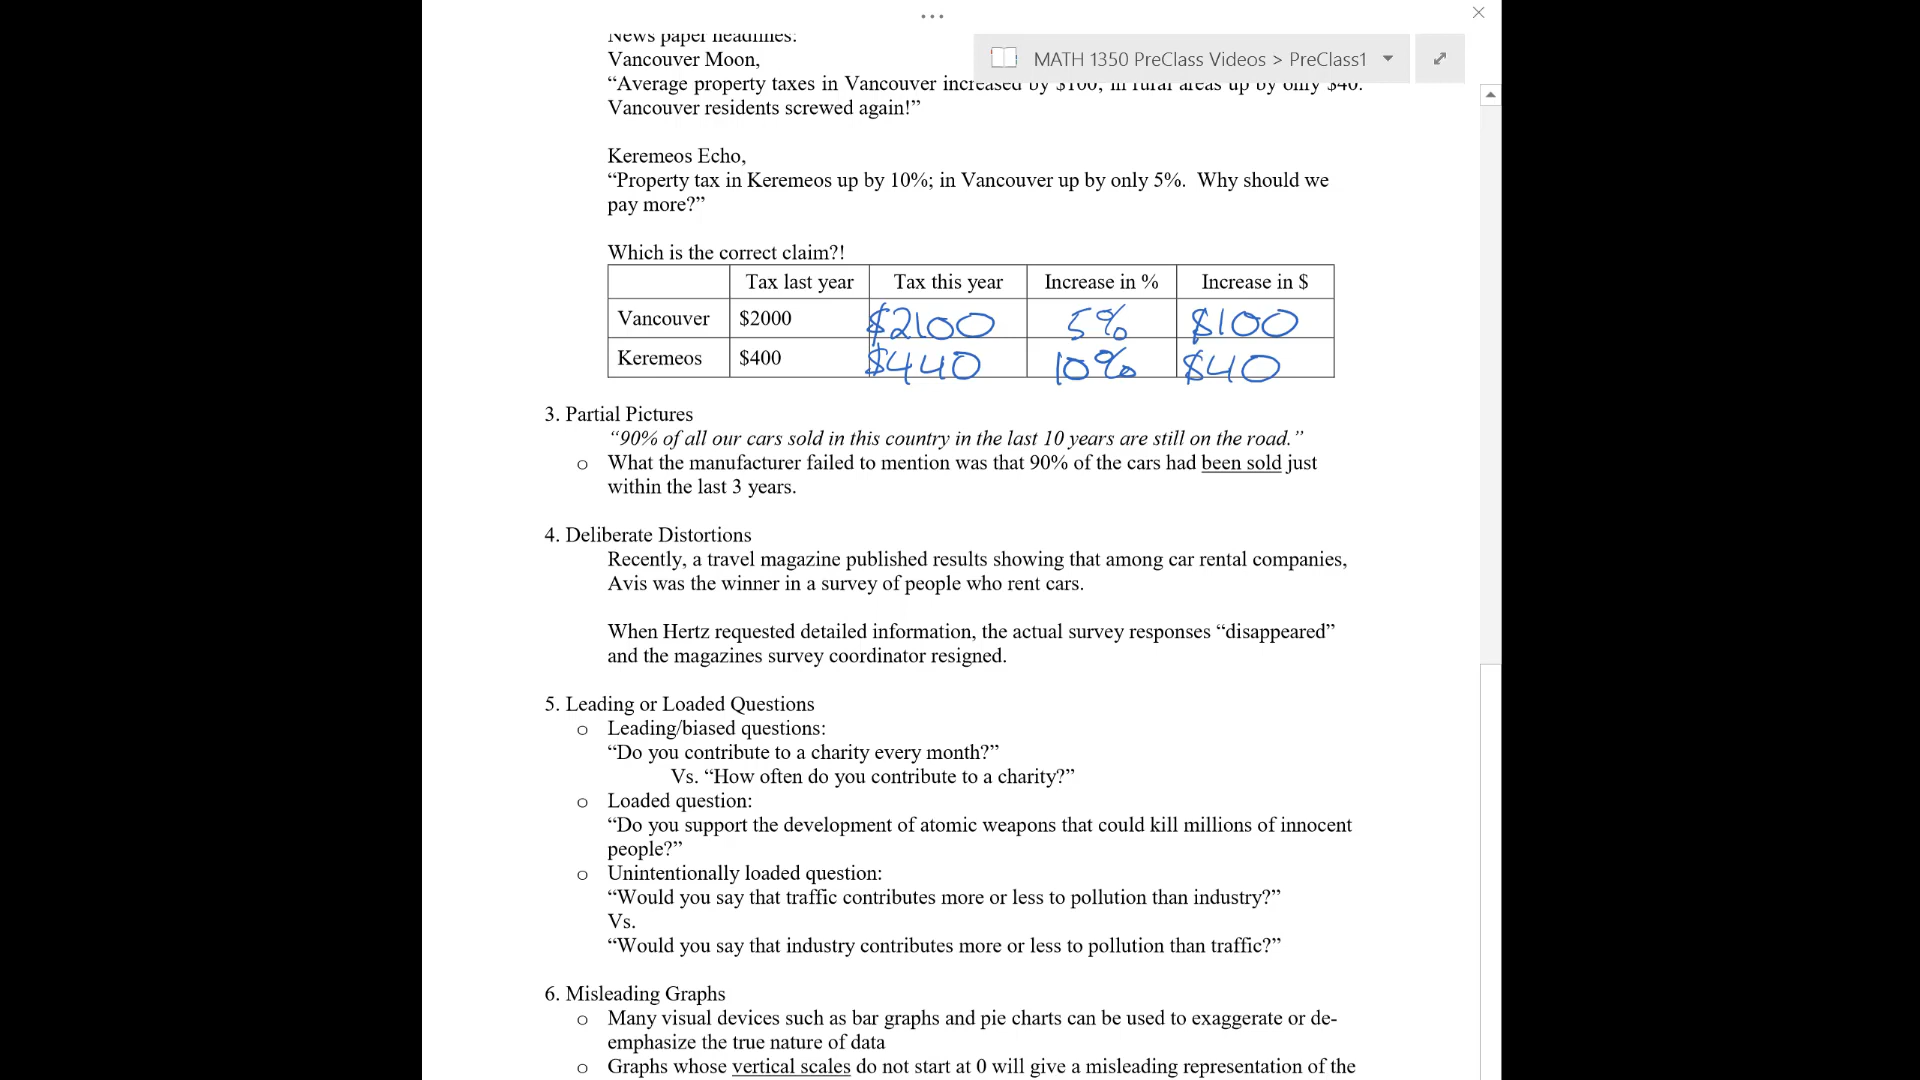 News paper headlines:
MATH 1350 PreClass Videos > PreClass1
Vancouver Moon,
“Average property taxes in Vancouver increased by $100, in rural areas up by only $40.
Vancouver residents screwed again!”
Keremeos Echo,
“Property tax in Keremeos up by 10%; in Vancouver up by only 5%. Why should we
pay more?”
Which is the correct claim?!
Tax last year Tax this year Increase in % Increase in $
Vancouver $2000 $2100 5% $100
Keremeos $400 $440 10% $40
3. Partial Pictures
“90% of all our cars sold in this country in the last 10 years are still on the road.”
o What the manufacturer failed to mention was that 90% of the cars had been sold just
within the last 3 years.
4. Deliberate Distortions
Recently, a travel magazine published results showing that among car rental companies,
Avis was the winner in a survey of people who rent cars.
When Hertz requested detailed information, the actual survey responses “disappeared”
and the magazines survey coordinator resigned.
5. Leading or Loaded Questions
o Leading/biased questions:
“Do you contribute to a charity every month?”
Vs. “How often do you contribute to a charity?”
o Loaded question:
“Do you support the development of atomic weapons that could kill millions of innocent
people?”
o Unintentionally loaded question:
“Would you say that traffic contributes more or less to pollution than industry?”
Vs.
“Would you say that industry contributes more or less to pollution than traffic?”
6. Misleading Graphs
o Many visual devices such as bar graphs and pie charts can be used to exaggerate or de-
emphasize the true nature of data
o Graphs whose vertical scales do not start at 0 will give a misleading representation of the